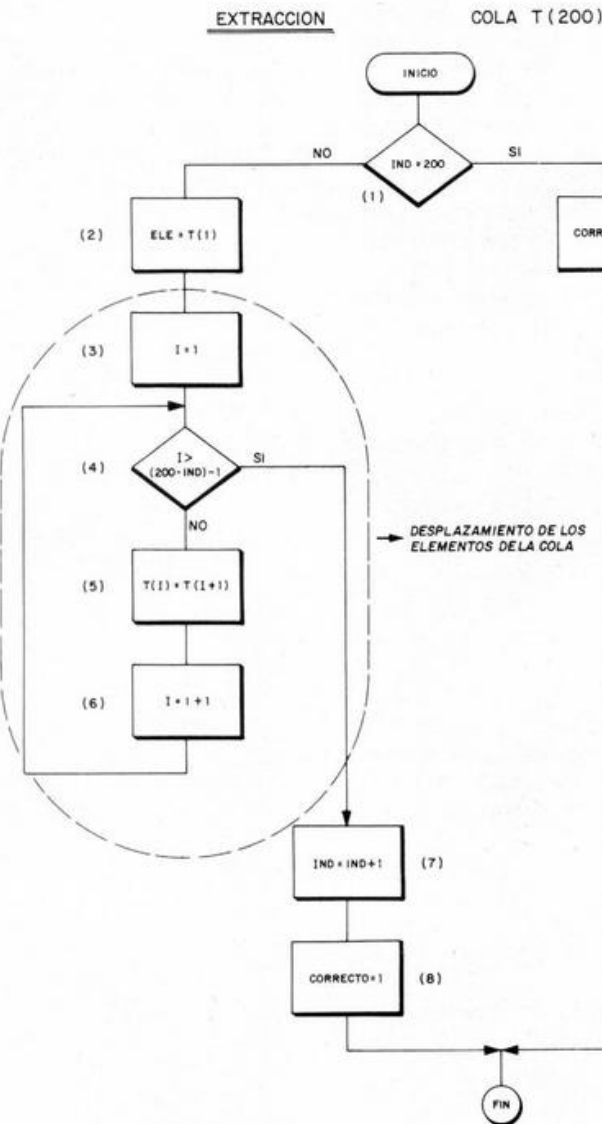 EXTRACCION
COLA T(200)
INICIO
NO
IND = 200
SI
(1)
(2)
ELE = T(1)
CORR
(3)
I = 1
(4)
I >
(200-IND)-1
SI
NO
DESPLAZAMIENTO DE LOS
ELEMENTOS DE LA COLA
(5)
T(I) = T(I+1)
(6)
I = I + 1
IND = IND+1
(7)
CORRECTO=1
(8)
FIN